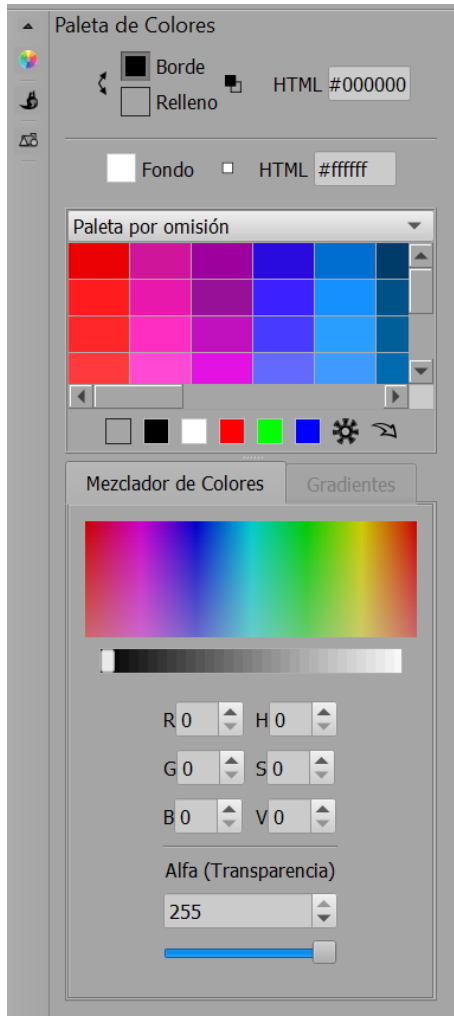 Paleta de Colores
Borde
Relleno
HTML #000000
Fondo
HTML #ffffff
Paleta por omisión
Mezclador de Colores
Gradientes
R 0 H 0
G 0 S 0
B 0 V 0
Alfa (Transparencia)
255